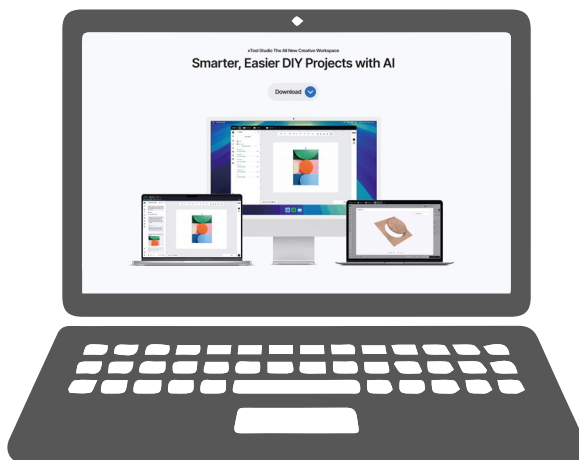 xTool Studio The All New Creative Workspace
Smarter, Easier DIY Projects with AI
Download